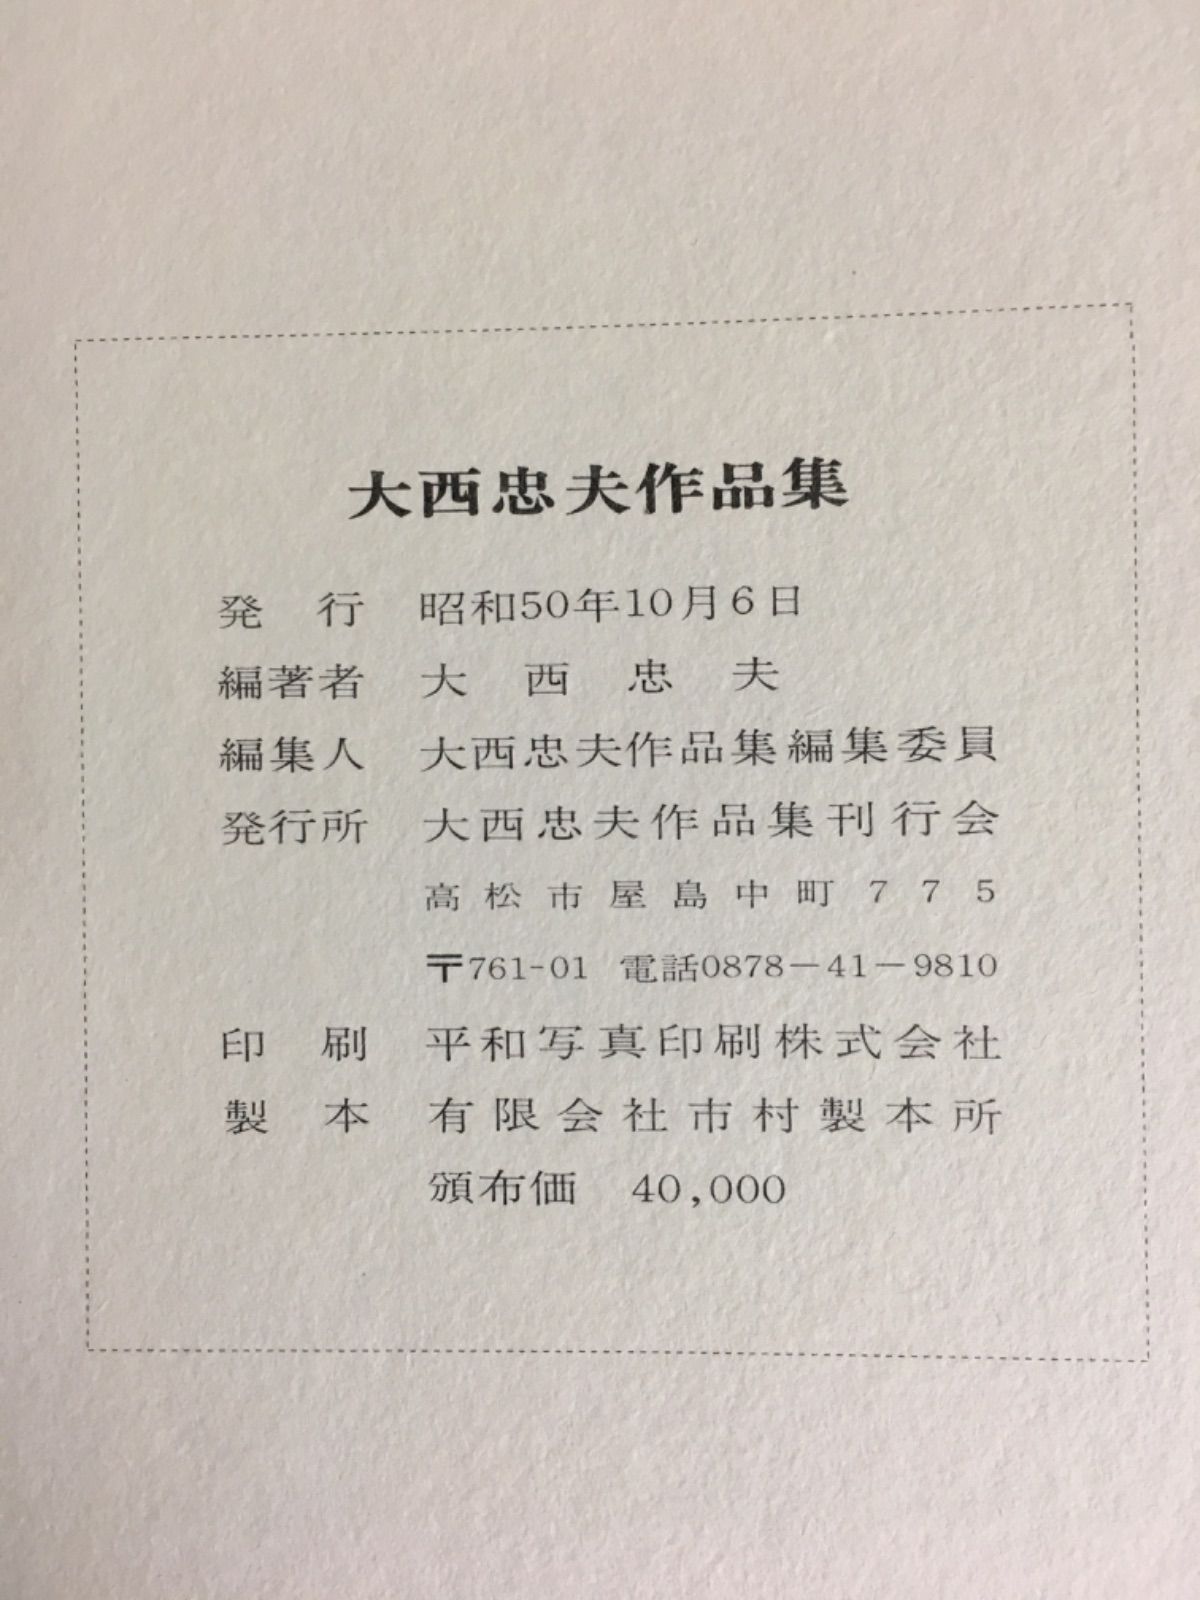 大西忠夫作品集
発　行　昭和50年10月6日
編著者　大　西　忠　夫
編集人　大西忠夫作品集編集委員
発行所　大西忠夫作品集刊行会
高松市屋島中町775
〒761-01　電話0878－41－9810
印　刷　平和写真印刷株式会社
製　本　有限会社市村製本所
頒布価　40,000